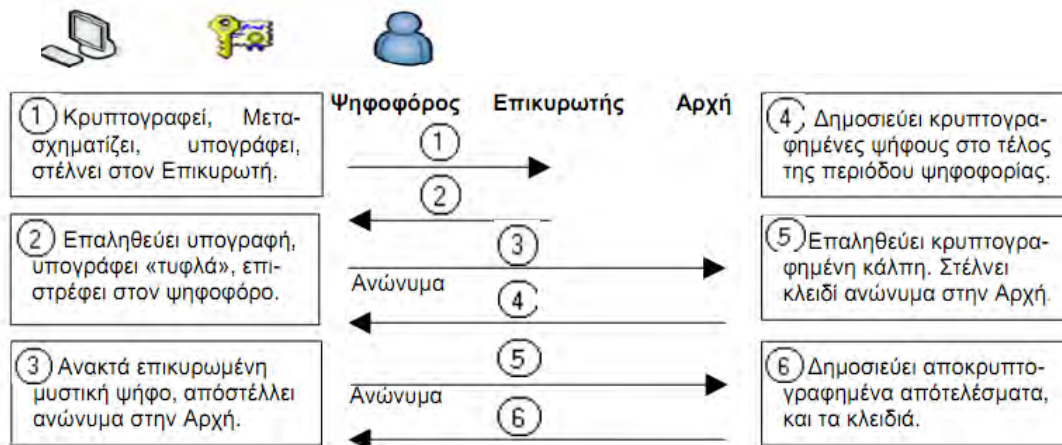 ① Κρυπτογραφεί, Μετα-
σχηματίζει, υπογράφει,
στέλνει στον Επικυρωτή.
② Επαληθεύει υπογραφή,
υπογράφει «τυφλά», επι-
στρέφει στον ψηφοφόρο.
③ Ανακτά επικυρωμένη
μυστική ψήφο, απόστέλλει
ανώνυμα στην Αρχή.
Ψηφοφόρος Επικυρωτής Αρχή
①
②
③
Ανώνυμα
④
⑤
Ανώνυμα
⑥
④ Δημοσιεύει κρυπτογρα-
φημένες ψήφους στο τέλος
της περιόδου ψηφοφορίας.
⑤ Επαληθεύει κρυπτογρα-
φημένη κάλπη. Στέλνει
κλειδί ανώνυμα στην Αρχή.
⑥ Δημοσιεύει αποκρυπτο-
γραφημένα απότελέσματα,
και τα κλειδιά.